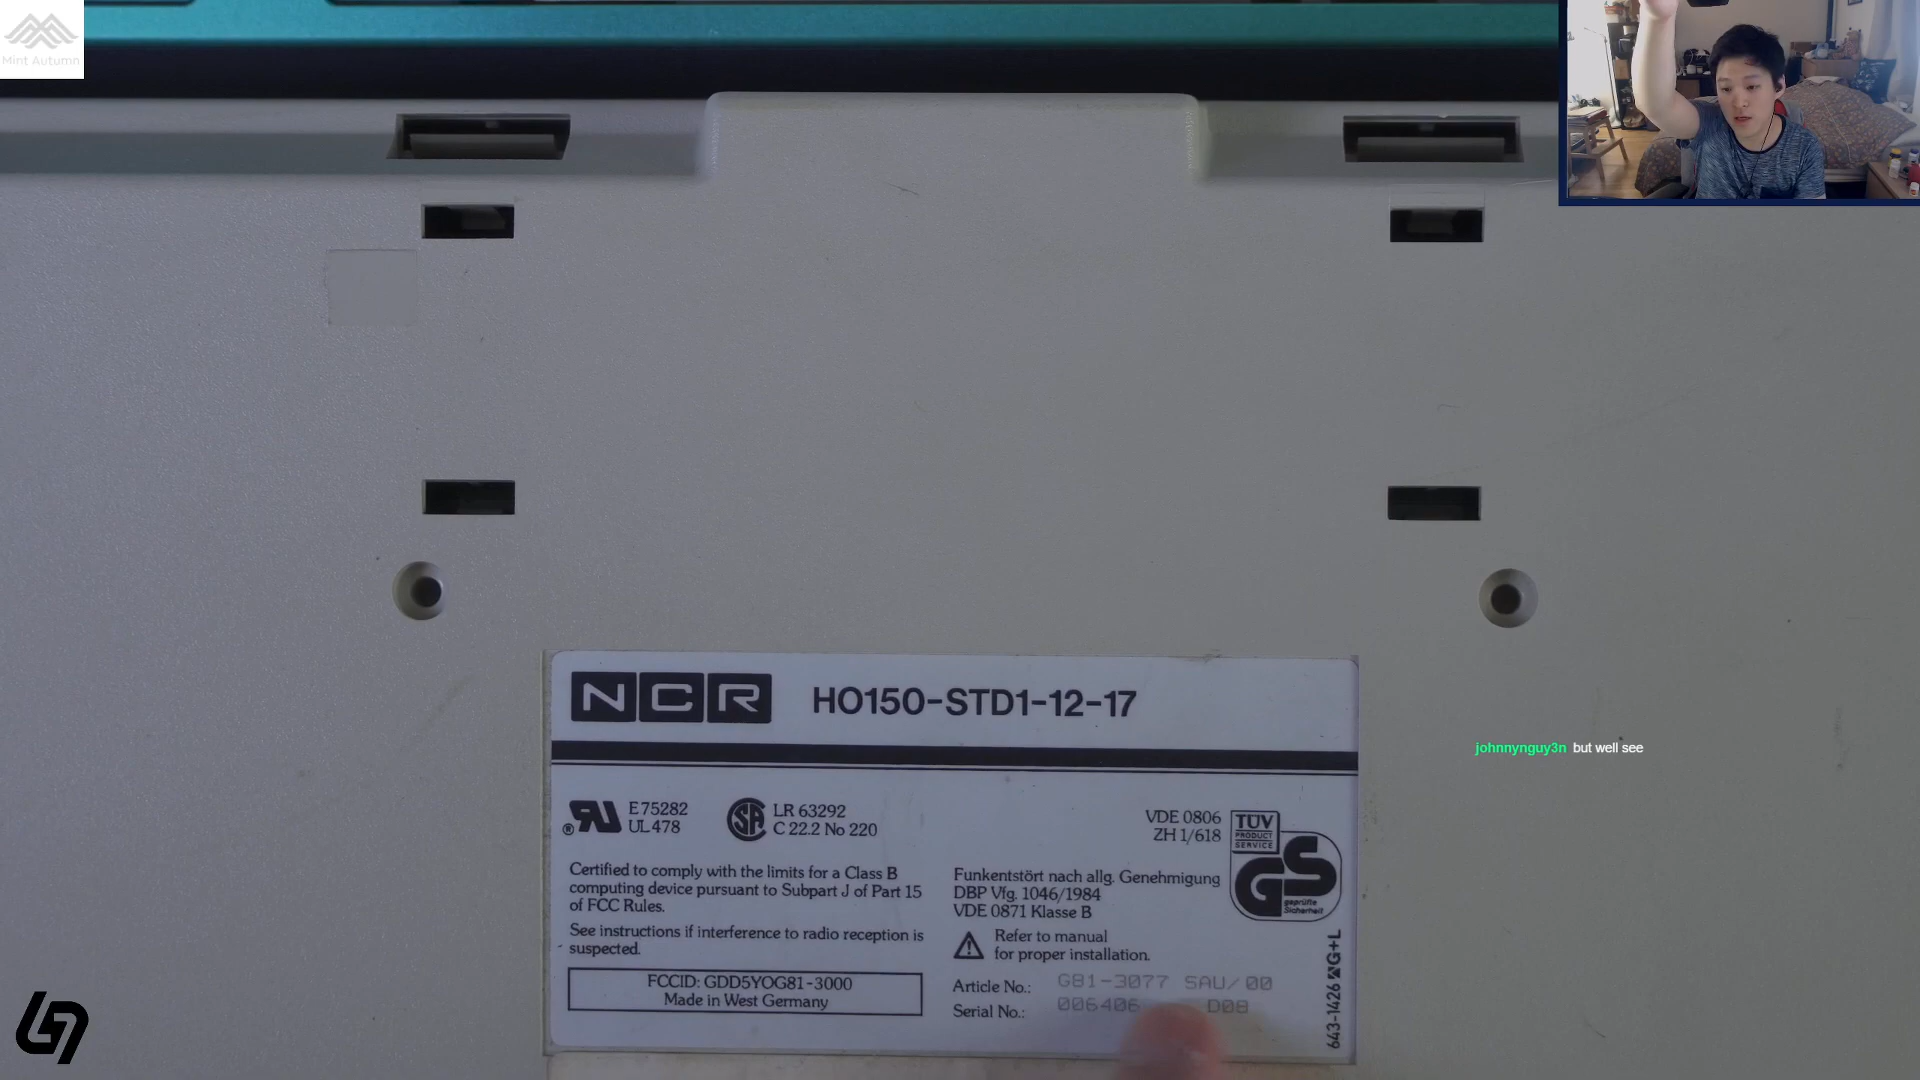 Mint Autumn
NCR HO150-STD1-12-17
E75282
UL 478
LR 63292
C 22.2 No 220
VDE 0806
ZH 1/618
TÜV
PRODUCT
SERVICE
GS
geprüfte
Sicherheit
Certified to comply with the limits for a Class B
computing device pursuant to Subpart J of Part 15
of FCC Rules.
See instructions if interference to radio reception is
suspected.
FCCID: GDD5YOG81-3000
Made in West Germany
Funkentstört nach allg. Genehmigung
DBP Vfg. 1046/1984
VDE 0871 Klasse B
Refer to manual
for proper installation.
Article No.: G81-3077 SAU/00
Serial No.: 006406 D08
643-1426 G+L
johnnynguy3n but well see